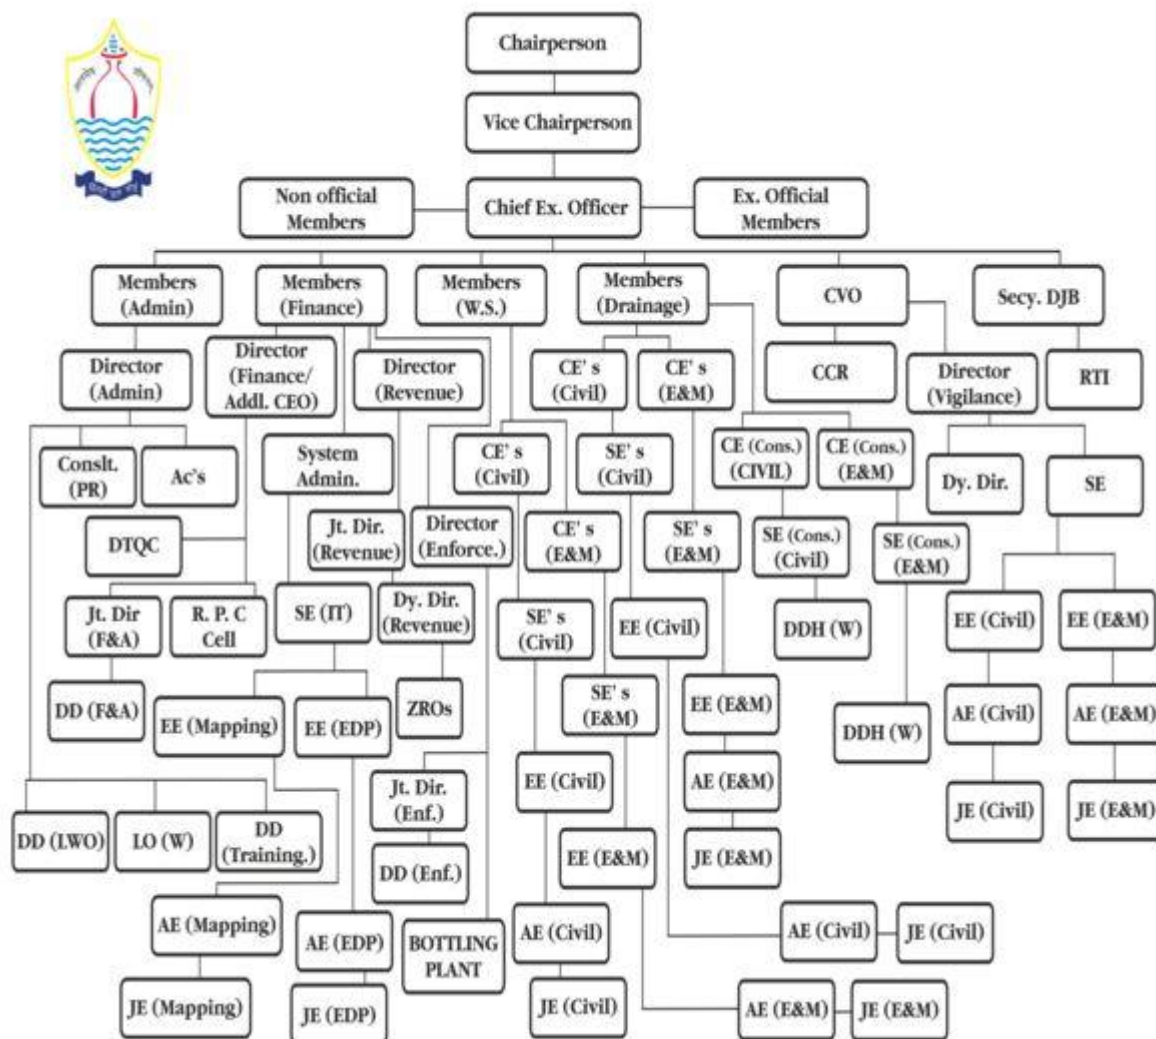 Chairperson
Vice Chairperson
Non official
Members
Chief Ex. Officer
Ex. Official
Members
Members
(Admin)
Members
(Finance)
Members
(W.S.)
Members
(Drainage)
CVO
Secy. DJB
Director
(Admin)
Director
(Finance/
Addl. CEO)
Director
(Revenue)
CE' s
(Civil)
CE' s
(E&M)
CCR
Director
(Vigilance)
RTI
Conslt.
(PR)
Ac's
System
Admin.
CE' s
(Civil)
SE' s
(Civil)
CE (Cons.)
(CIVIL)
CE (Cons.)
(E&M)
Dy. Dir.
SE
DTQC
Jt. Dir.
(Revenue)
Director
(Enforce.)
CE' s
(E&M)
SE' s
(E&M)
SE (Cons.)
(Civil)
SE (Cons.)
(E&M)
Jt. Dir
(F&A)
R. P. C
Cell
SE (IT)
Dy. Dir.
(Revenue)
SE' s
(Civil)
EE (Civil)
DDH (W)
EE (Civil)
EE (E&M)
DD (F&A)
EE (Mapping)
EE (EDP)
ZROs
SE' s
(E&M)
EE (E&M)
DDH (W)
AE (Civil)
AE (E&M)
Jt. Dir.
(Enf.)
EE (Civil)
AE (E&M)
JE (Civil)
JE (E&M)
DD (LWO)
LO (W)
DD
(Training.)
DD (Enf.)
EE (E&M)
JE (E&M)
AE (Mapping)
AE (EDP)
BOTTLING
PLANT
AE (Civil)
AE (Civil)
JE (Civil)
JE (Mapping)
JE (EDP)
JE (Civil)
AE (E&M)
JE (E&M)